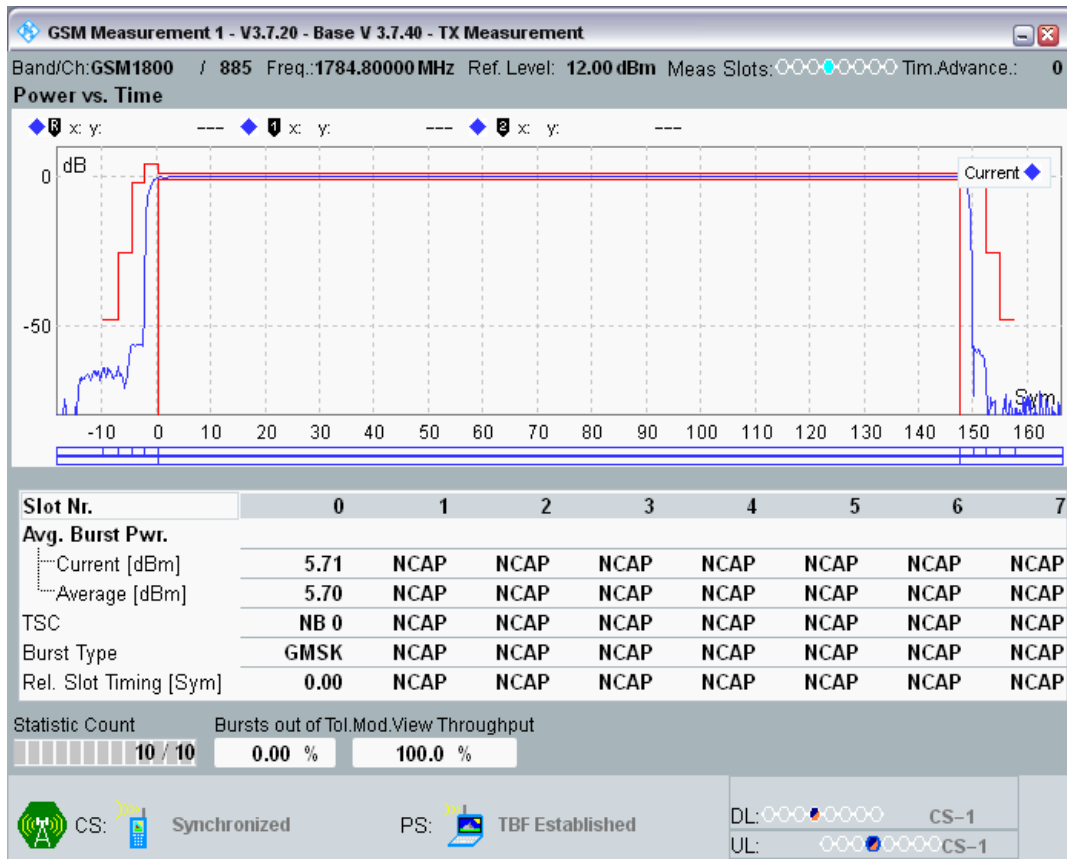 GSM Measurement 1 - V3.7.20 - Base V 3.7.40 - TX Measurement
Band/Ch:GSM1800 / 885 Freq.:1784.80000 MHz Ref. Level: 12.00 dBm Meas Slots: Tim.Advance.: 0
Power vs. Time
R x: y: --- 1 x: y: --- 2 x: y: ---
dB
Current
0
-50
Sym
-10 0 10 20 30 40 50 60 70 80 90 100 110 120 130 140 150 160
Slot Nr. 0 1 2 3 4 5 6 7
Avg. Burst Pwr.
Current [dBm] 5.71 NCAP NCAP NCAP NCAP NCAP NCAP NCAP
Average [dBm] 5.70 NCAP NCAP NCAP NCAP NCAP NCAP NCAP
TSC NB 0 NCAP NCAP NCAP NCAP NCAP NCAP NCAP
Burst Type GMSK NCAP NCAP NCAP NCAP NCAP NCAP NCAP
Rel. Slot Timing [Sym] 0.00 NCAP NCAP NCAP NCAP NCAP NCAP NCAP
Statistic Count Bursts out of Tol.Mod.View Throughput
10 / 10 0.00 % 100.0 %
CS: Synchronized PS: TBF Established
DL: CS-1
UL: CS-1